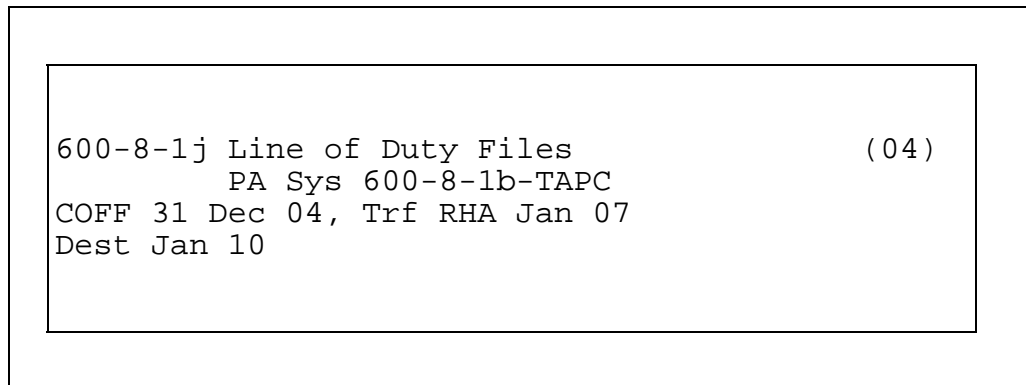 600-8-1j Line of Duty Files (04)
PA Sys 600-8-1b-TAPC
COFF 31 Dec 04, Trf RHA Jan 07
Dest Jan 10